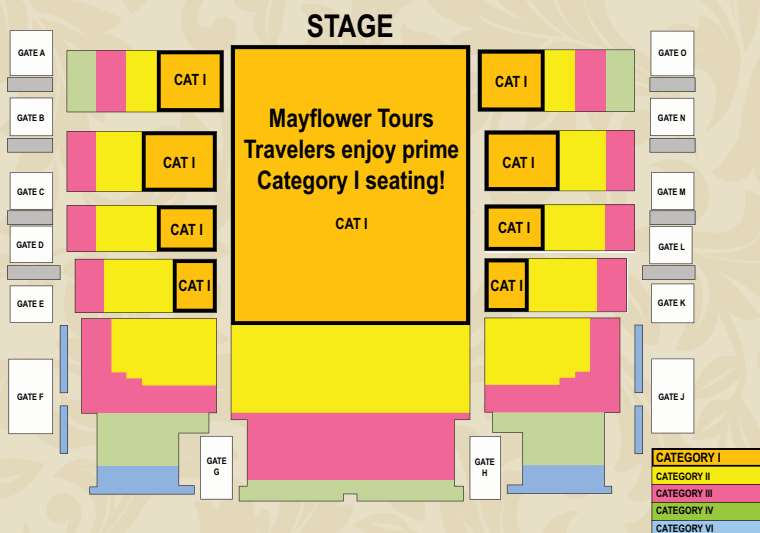 STAGE
GATE A
GATE O
CAT I
CAT I
GATE B
GATE N
Mayflower Tours
Travelers enjoy prime
Category I seating!
CAT I
CAT I
CAT I
GATE C
GATE M
CAT I
CAT I
GATE D
GATE L
CAT I
CAT I
GATE E
GATE K
GATE F
GATE J
GATE
G
GATE
H
CATEGORY I
CATEGORY II
CATEGORY III
CATEGORY IV
CATEGORY VI